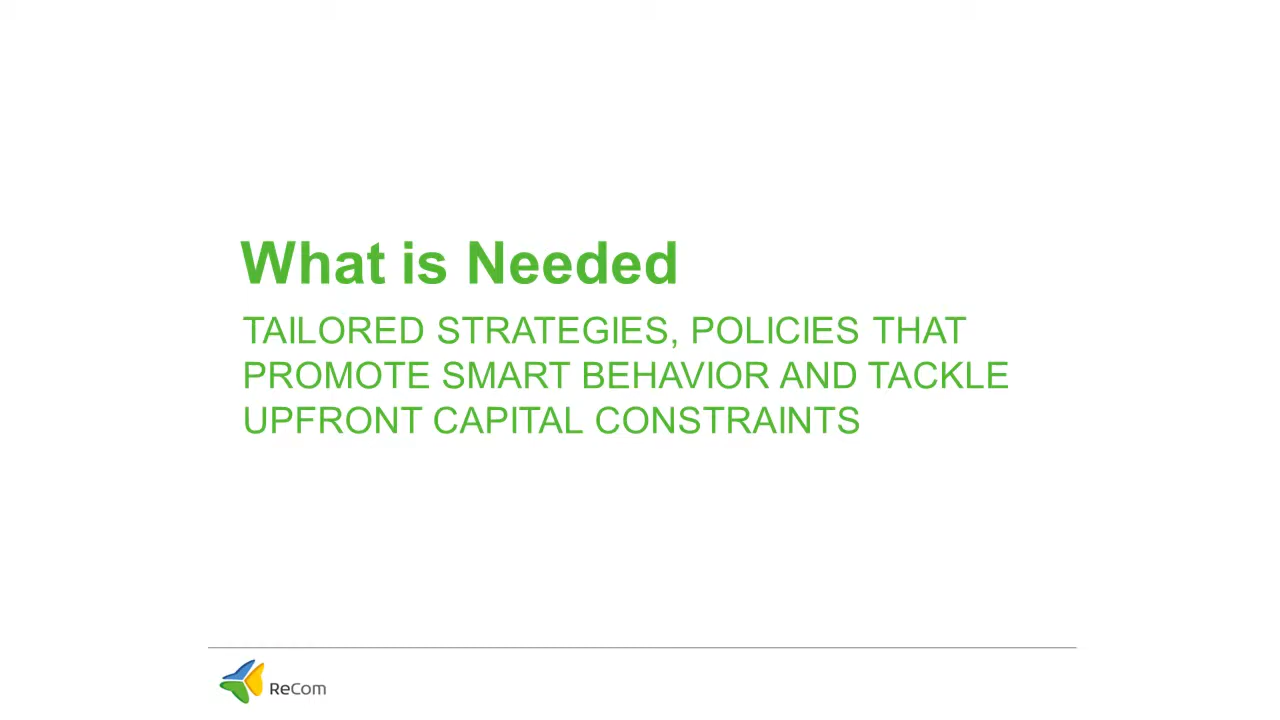 What is Needed
TAILORED STRATEGIES, POLICIES THAT
PROMOTE SMART BEHAVIOR AND TACKLE
UPFRONT CAPITAL CONSTRAINTS
ReCom